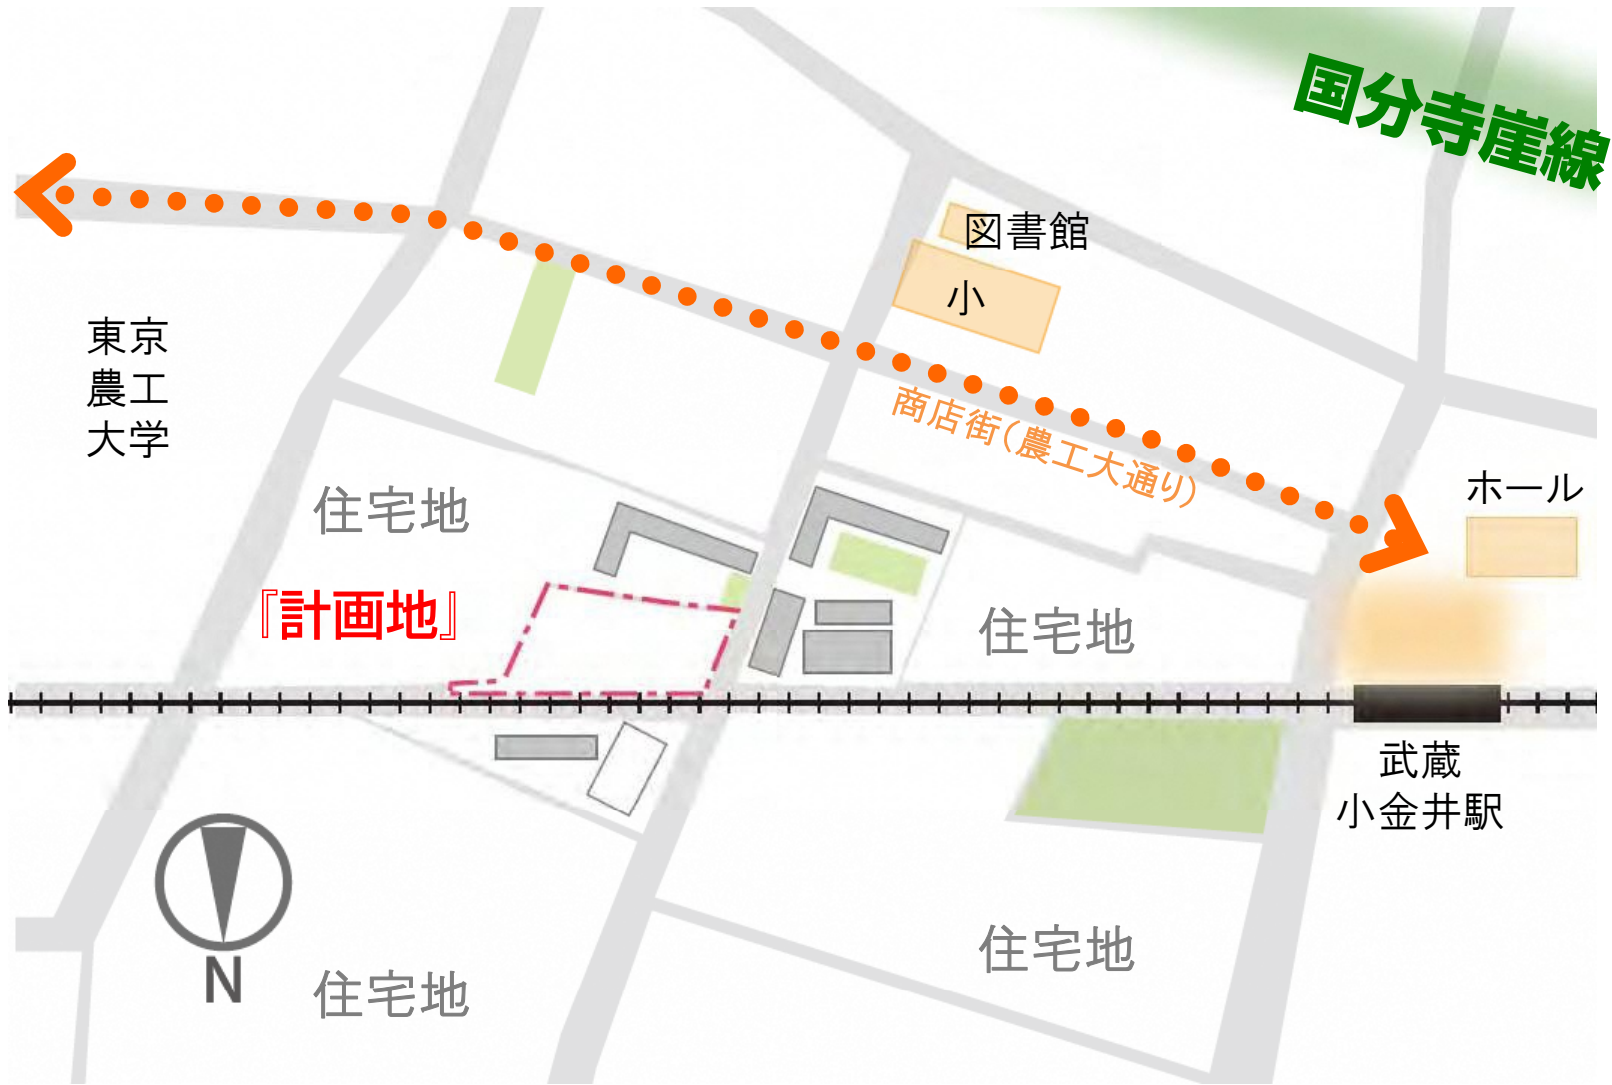 国分寺崖線
図書館
小
東京
農工
大学
商店街（農工大通り）
ホール
住宅地
『計画地』
住宅地
武蔵
小金井駅
住宅地
N
住宅地